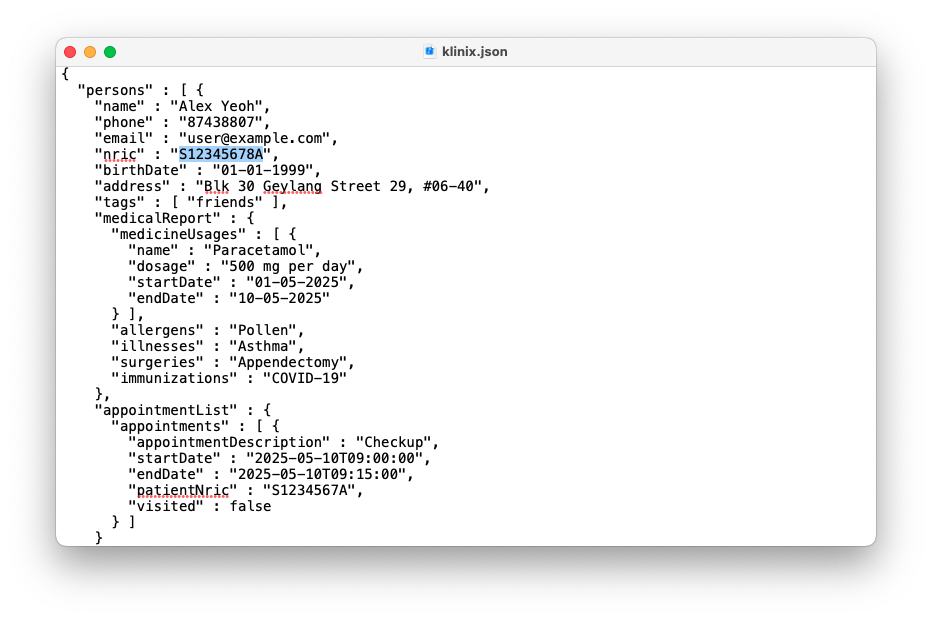 klinix.json
{
  "persons" : [ {
    "name" : "Alex Yeoh",
    "phone" : "87438807",
    "email" : "user@example.com",
    "nric" : "S12345678A",
    "birthDate" : "01-01-1999",
    "address" : "Blk 30 Geylang Street 29, #06-40",
    "tags" : [ "friends" ],
    "medicalReport" : {
      "medicineUsages" : [ {
        "name" : "Paracetamol",
        "dosage" : "500 mg per day",
        "startDate" : "01-05-2025",
        "endDate" : "10-05-2025"
      } ],
      "allergens" : "Pollen",
      "illnesses" : "Asthma",
      "surgeries" : "Appendectomy",
      "immunizations" : "COVID-19"
    },
    "appointmentList" : {
      "appointments" : [ {
        "appointmentDescription" : "Checkup",
        "startDate" : "2025-05-10T09:00:00",
        "endDate" : "2025-05-10T09:15:00",
        "patientNric" : "S1234567A",
        "visited" : false
      } ]
    }